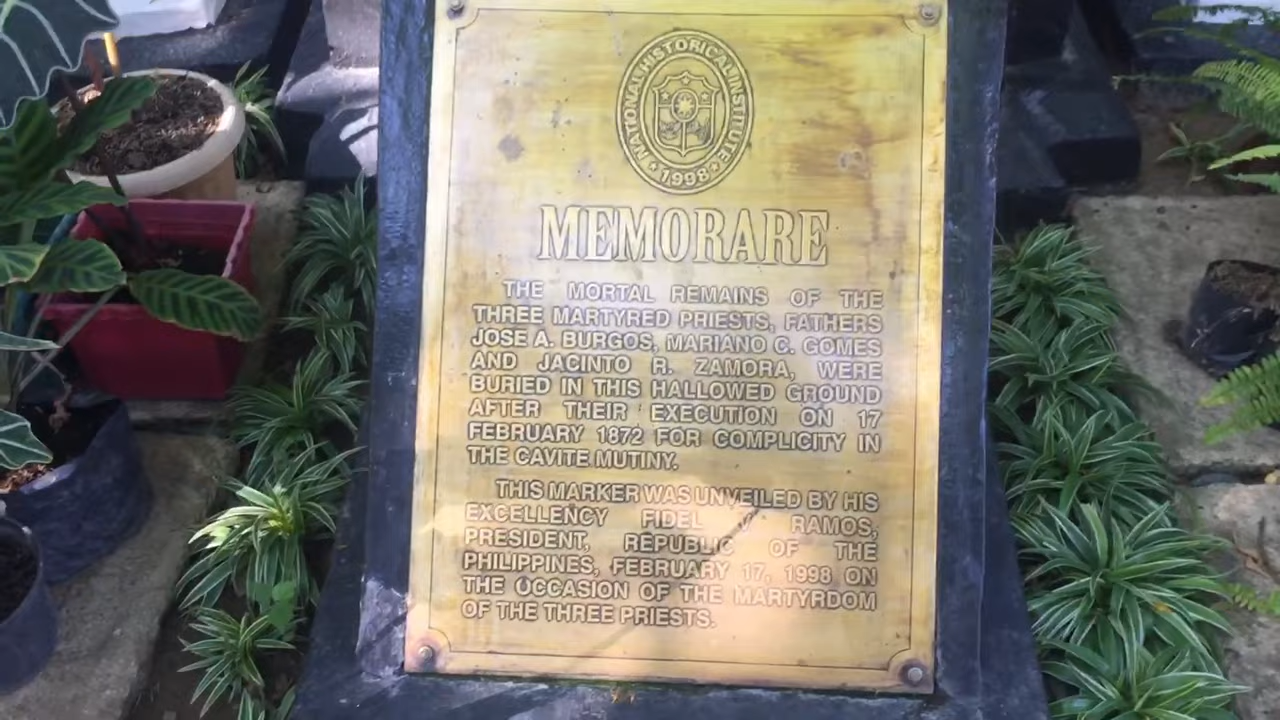 NATIONAL HISTORICAL INSTITUTE
1998
MEMORARE
THE MORTAL REMAINS OF THE
THREE MARTYRED PRIESTS, FATHERS
JOSE A. BURGOS, MARIANO C. GOMES
AND JACINTO R. ZAMORA, WERE
BURIED IN THIS HALLOWED GROUND
AFTER THEIR EXECUTION ON 17
FEBRUARY 1872 FOR COMPLICITY IN
THE CAVITE MUTINY.
THIS MARKER WAS UNVEILED BY HIS
EXCELLENCY FIDEL V. RAMOS,
PRESIDENT, REPUBLIC OF THE
PHILIPPINES, FEBRUARY 17, 1998 ON
THE OCCASION OF THE MARTYRDOM
OF THE THREE PRIESTS.